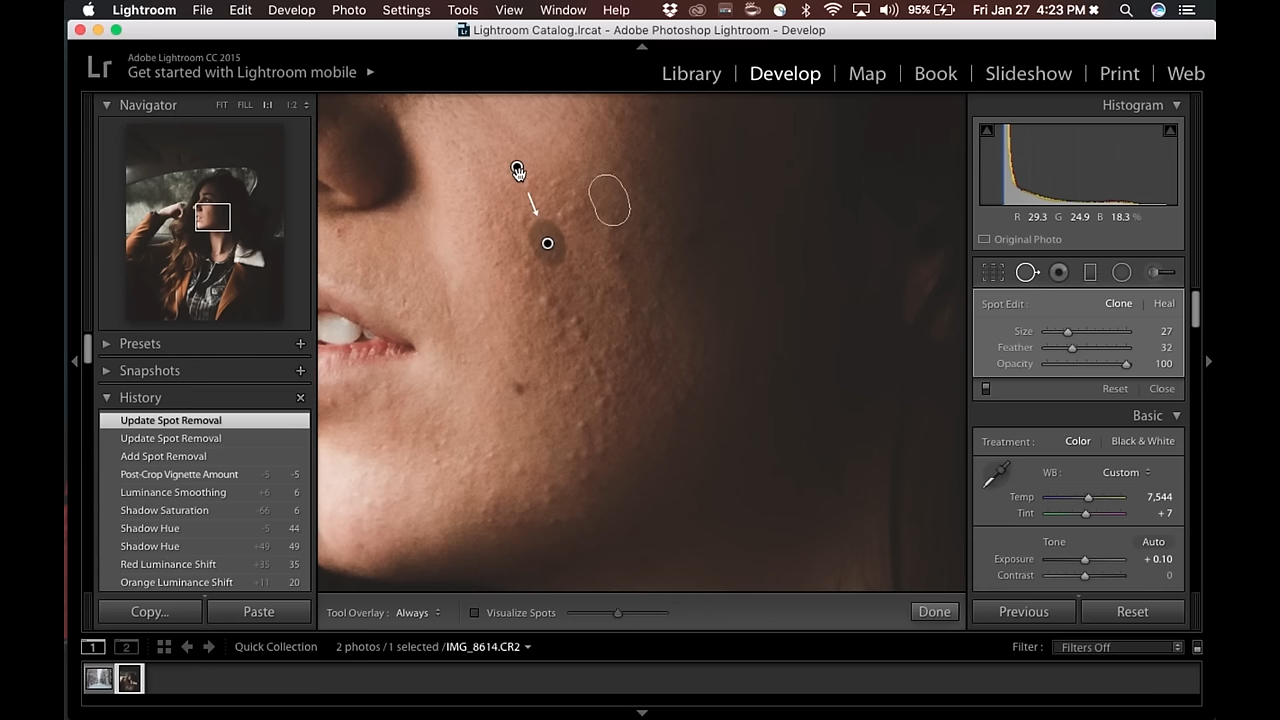 Lightroom File Edit Develop Photo Settings Tools View Window Help 95% Fri Jan 27 4:23 PM
Lightroom Catalog.lrcat - Adobe Photoshop Lightroom - Develop
Lr Adobe Lightroom CC 2015
Get started with Lightroom mobile
Library | Develop | Map | Book | Slideshow | Print | Web
Navigator FIT FILL 1:1 1:2
Presets
Snapshots
History
Update Spot Removal
Update Spot Removal
Add Spot Removal
Post-Crop Vignette Amount -5 -5
Luminance Smoothing +6 6
Shadow Saturation -66 6
Shadow Hue -5 44
Shadow Hue +49 49
Red Luminance Shift +35 35
Orange Luminance Shift +11 20
Copy... Paste
Tool Overlay: Always Visualize Spots Done
Histogram
R 29.3 G 24.9 B 18.3 %
Original Photo
Spot Edit: Clone | Heal
Size 27
Feather 32
Opacity 100
Reset Close
Basic
Treatment: Color | Black & White
WB: Custom
Temp 7,544
Tint + 7
Tone Auto
Exposure + 0.10
Contrast 0
Previous Reset
1 2 Quick Collection 2 photos / 1 selected / IMG_8614.CR2 Filter: Filters Off